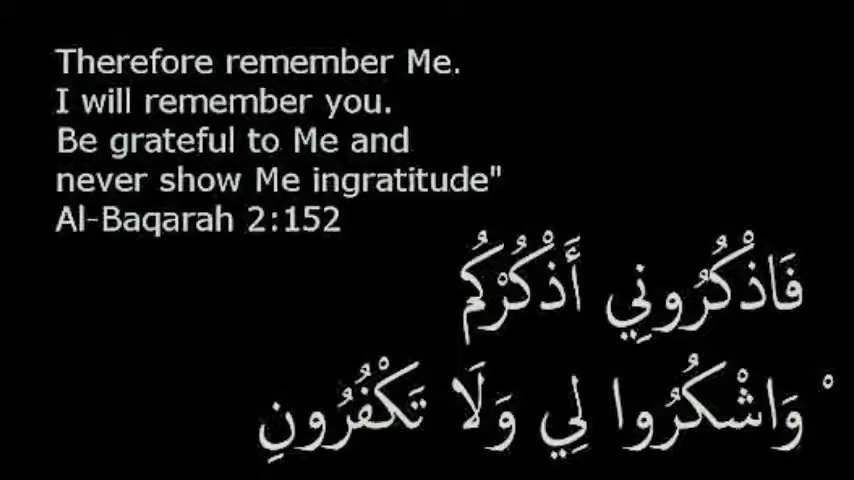 Therefore remember Me.
I will remember you.
Be grateful to Me and
never show Me ingratitude"
Al-Baqarah 2:152
فَاذْكُرُونِي أَذْكُرْكُم
ْ وَاشْكُرُوا لِي وَلَا تَكْفُرُونِ